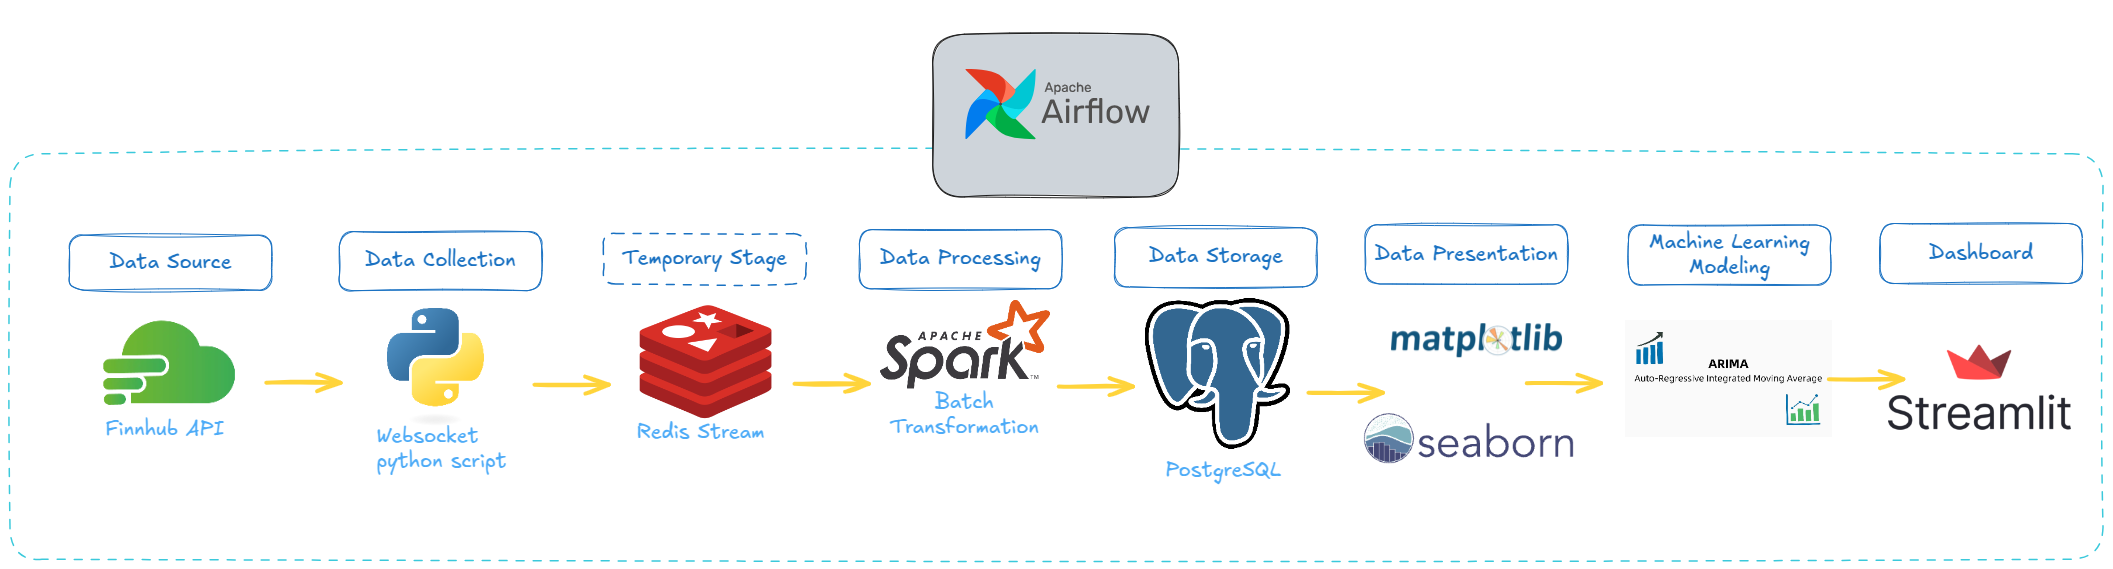 Apache
Airflow
Data Source
Data Collection
Temporary Stage
Data Processing
Data Storage
Data Presentation
Machine Learning
Modeling
Dashboard
Finnhub API
Websocket
python script
Redis Stream
APACHE
Spark™
Batch
Transformation
PostgreSQL
matplotlib
seaborn
ARIMA
Auto-Regressive Integrated Moving Average
Streamlit